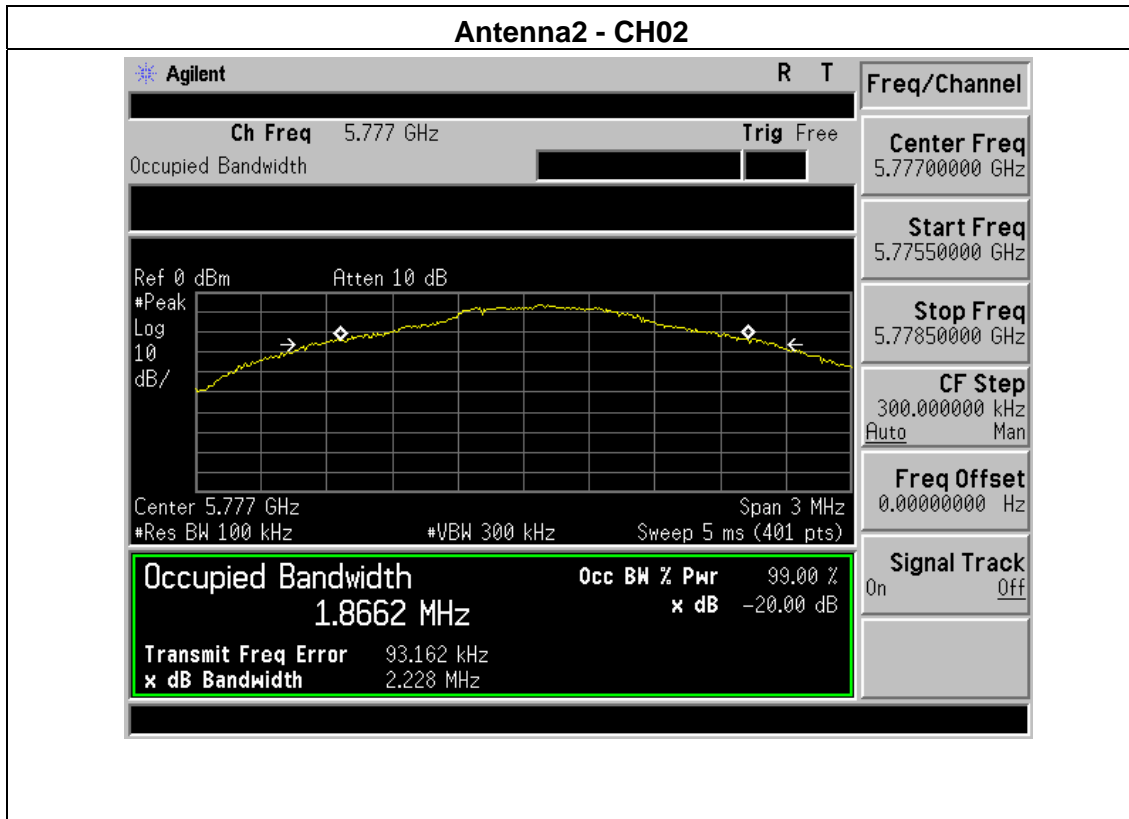 Antenna2 - CH02
Agilent R T
Ch Freq 5.777 GHz Trig Free
Occupied Bandwidth
Ref 0 dBm Atten 10 dB
#Peak
Log
10
dB/
Center 5.777 GHz Span 3 MHz
#Res BW 100 kHz #VBW 300 kHz Sweep 5 ms (401 pts)
Occupied Bandwidth Occ BW % Pwr 99.00 %
1.8662 MHz x dB -20.00 dB
Transmit Freq Error 93.162 kHz
x dB Bandwidth 2.228 MHz
Freq/Channel
Center Freq
5.77700000 GHz
Start Freq
5.77550000 GHz
Stop Freq
5.77850000 GHz
CF Step
300.000000 kHz
Auto Man
Freq Offset
0.00000000 Hz
Signal Track
On Off